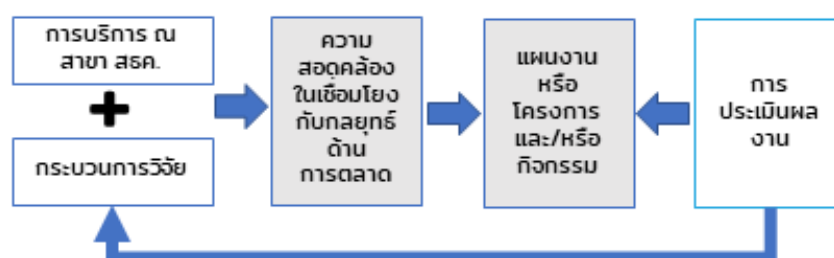 การบริการ ณ
สาขา สธค.
กระบวนการวิจัย
ความ
สอดคล้อง
ในเชื่อมโยง
กับกลยุทธ์
ด้าน
การตลาด
แผนงาน
หรือ
โครงการ
และ/หรือ
กิจกรรม
การ
ประเมินผล
งาน